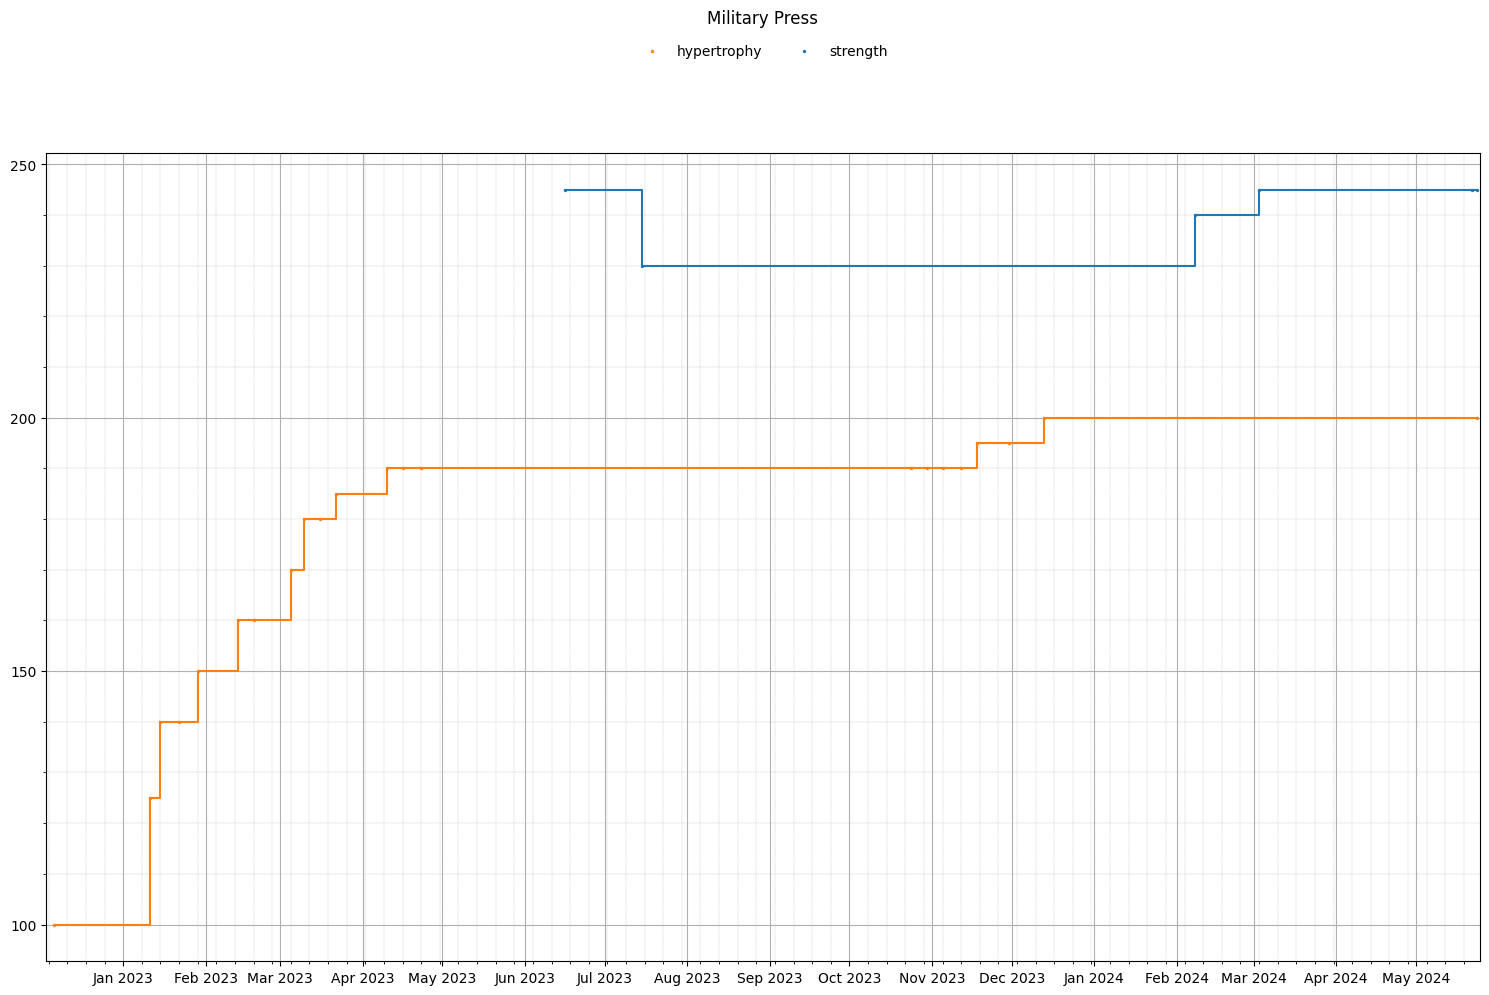 Military Press
hypertrophy strength
250
200
150
100
Jan 2023 Feb 2023 Mar 2023 Apr 2023 May 2023 Jun 2023 Jul 2023 Aug 2023 Sep 2023 Oct 2023 Nov 2023 Dec 2023 Jan 2024 Feb 2024 Mar 2024 Apr 2024 May 2024